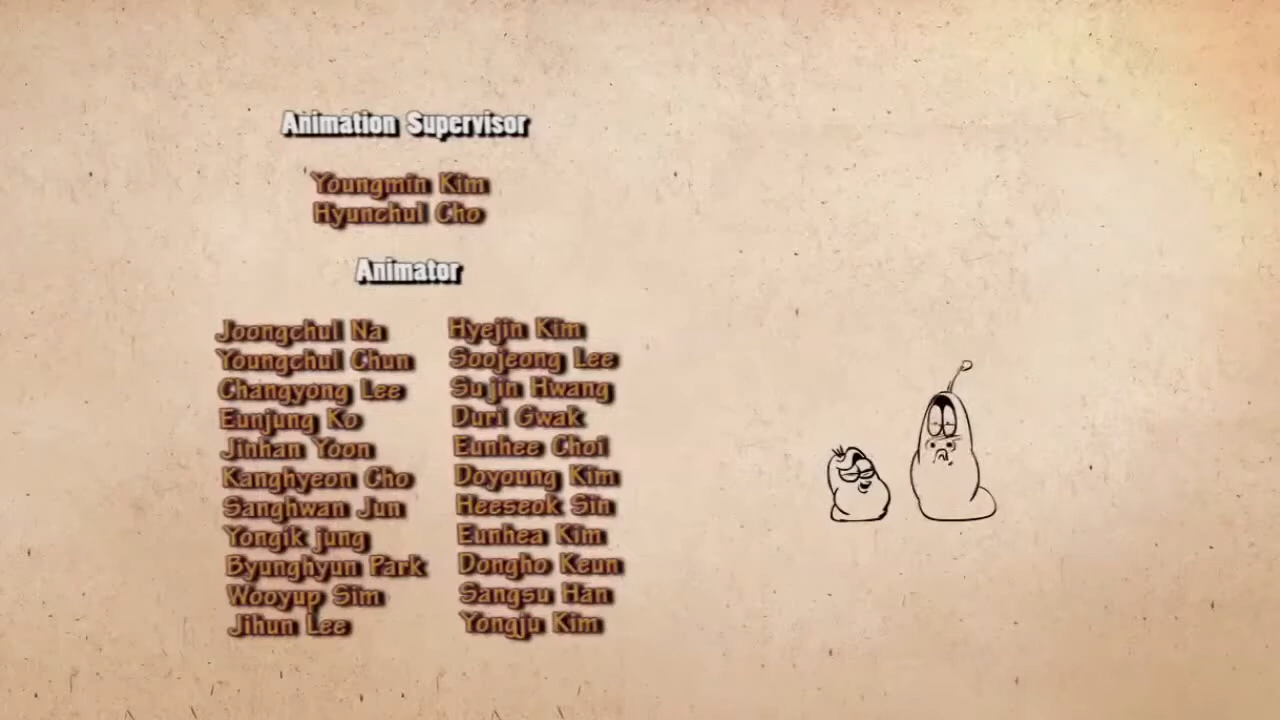 Animation Supervisor
Youngmin Kim
Hyunchul Cho
Animator
Joongchul Na
Youngchul Chun
Changyong Lee
Eunjung Ko
Jinhan Yoon
Kanghyeon Cho
Sanghwan Jun
Yongik jung
Byunghyun Park
Wooyup Sim
Jihun Lee
Hyejin Kim
Soojeong Lee
Sujin Hwang
Duri Gwak
Eunhee Choi
Doyoung Kim
Heeseok Sin
Eunhea Kim
Dongho Keun
Sangsu Han
Yongju Kim